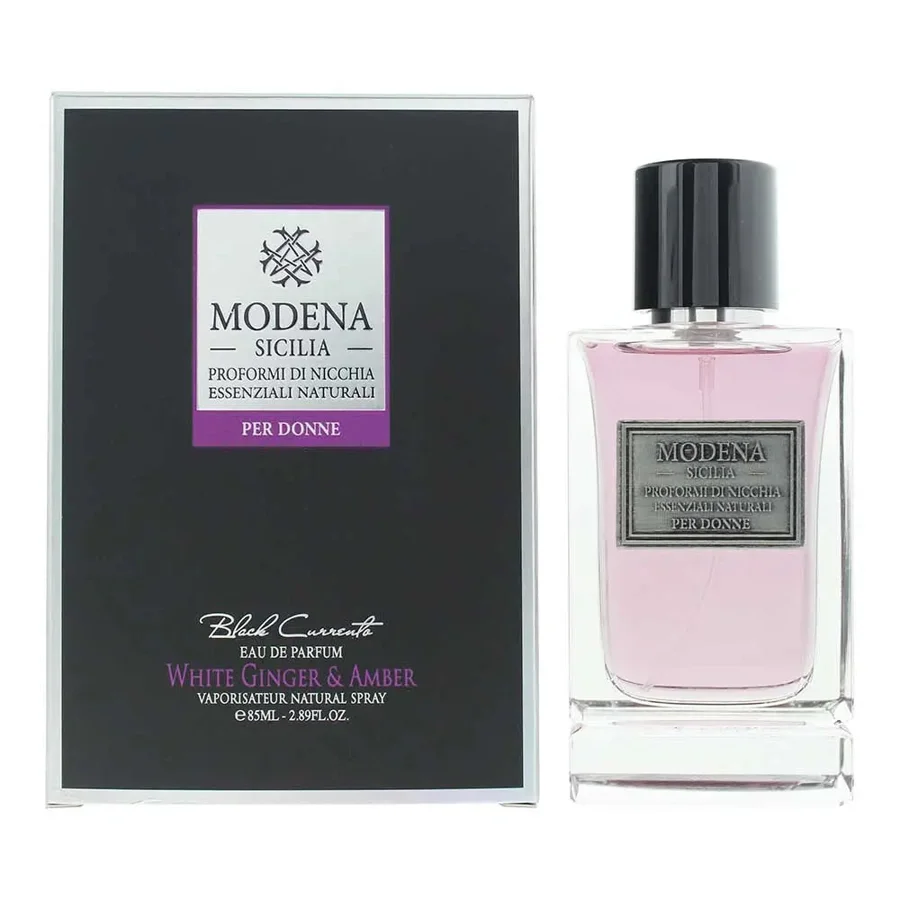 MODENA
SICILIA
PROFORMI DI NICCHIA
ESSENZIALI NATURALI
PER DONNE
Black Currento
EAU DE PARFUM
WHITE GINGER & AMBER
VAPORISATEUR NATURAL SPRAY
℮85ML - 2.89FL.OZ.
MODENA
SICILIA
PROFORMI DI NICCHIA
ESSENZIALI NATURALI
PER DONNE